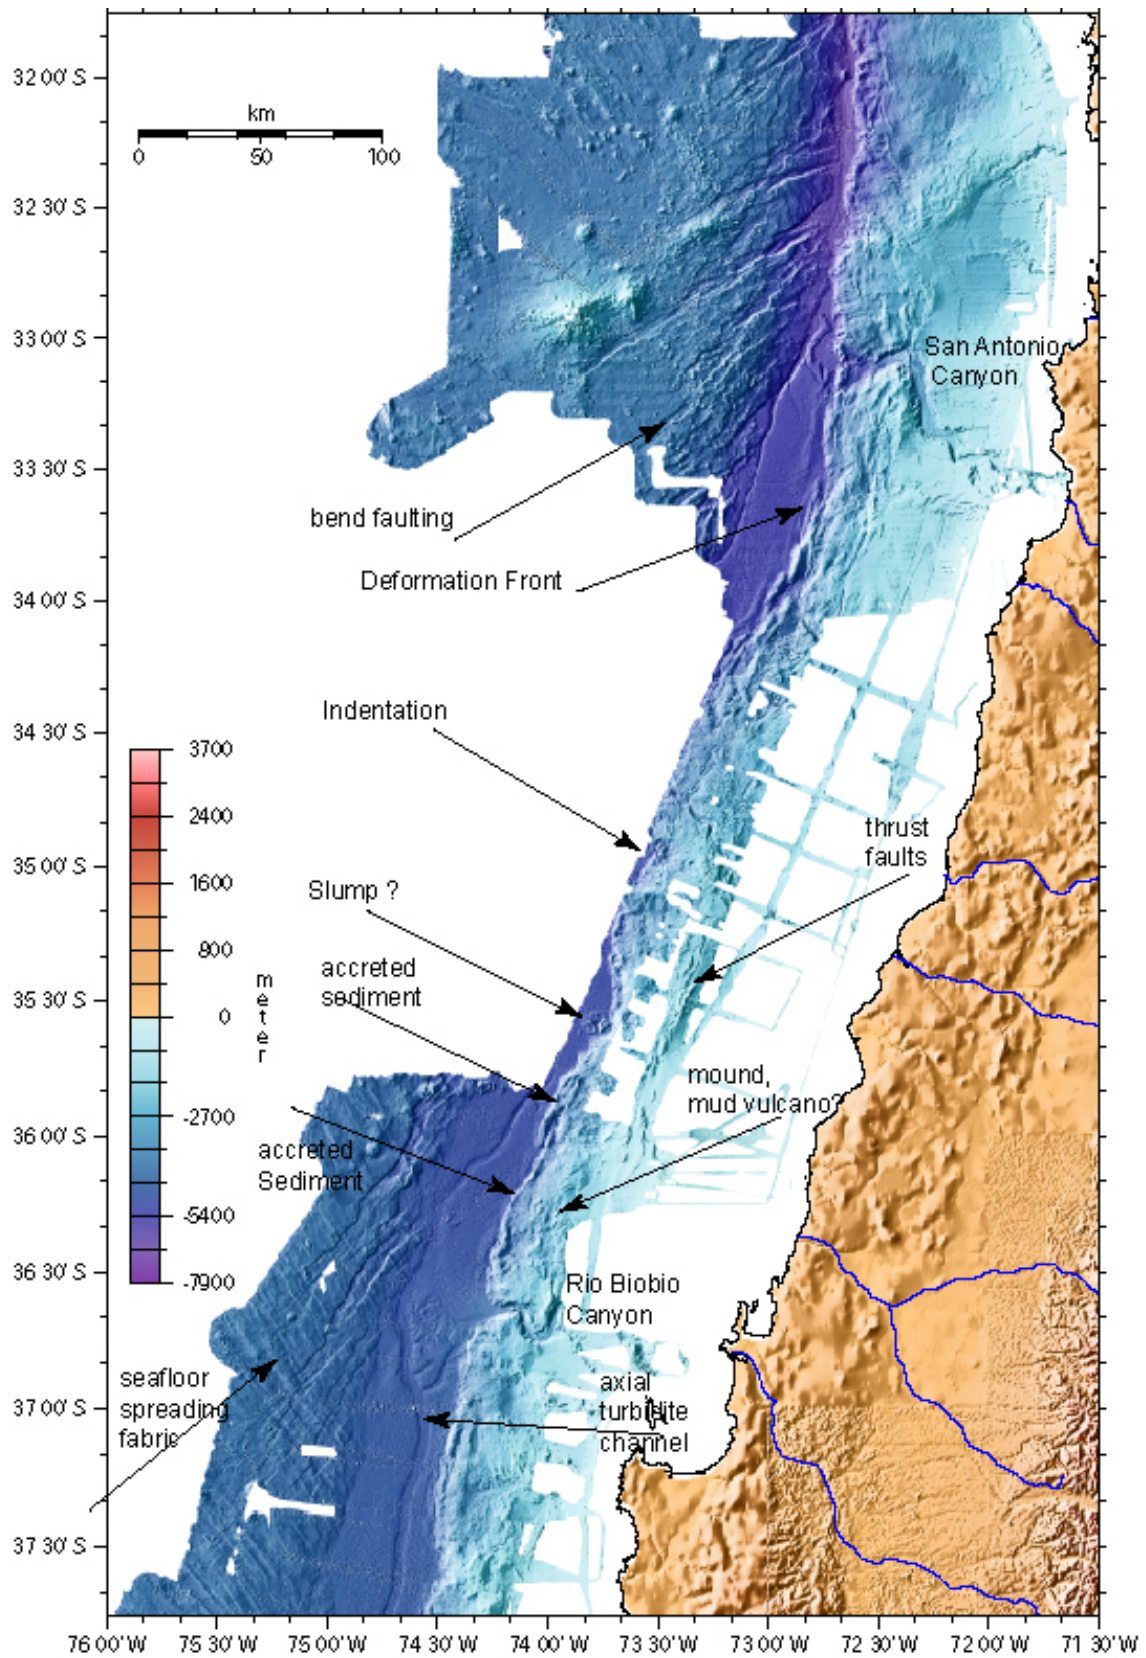 32 00' S
km
0 50 100
32 30' S
33 00' S
San Antonio
Canyon
33 30' S
bend faulting
Deformation Front
34 00' S
Indentation
34 30' S
3700
2400
1600
800
0
-2700
-5400
-7900
meter
thrust
faults
35 00' S
Slump ?
accreted
sediment
35 30' S
mound,
mud vulcano?
36 00' S
accreted
Sediment
36 30' S
Rio Biobio
Canyon
seafloor
spreading
fabric
axial
turbidite
channel
37 00' S
37 30' S
76 00' W 75 30' W 75 00' W 74 30' W 74 00' W 73 30' W 73 00' W 72 30' W 72 00' W 71 30' W